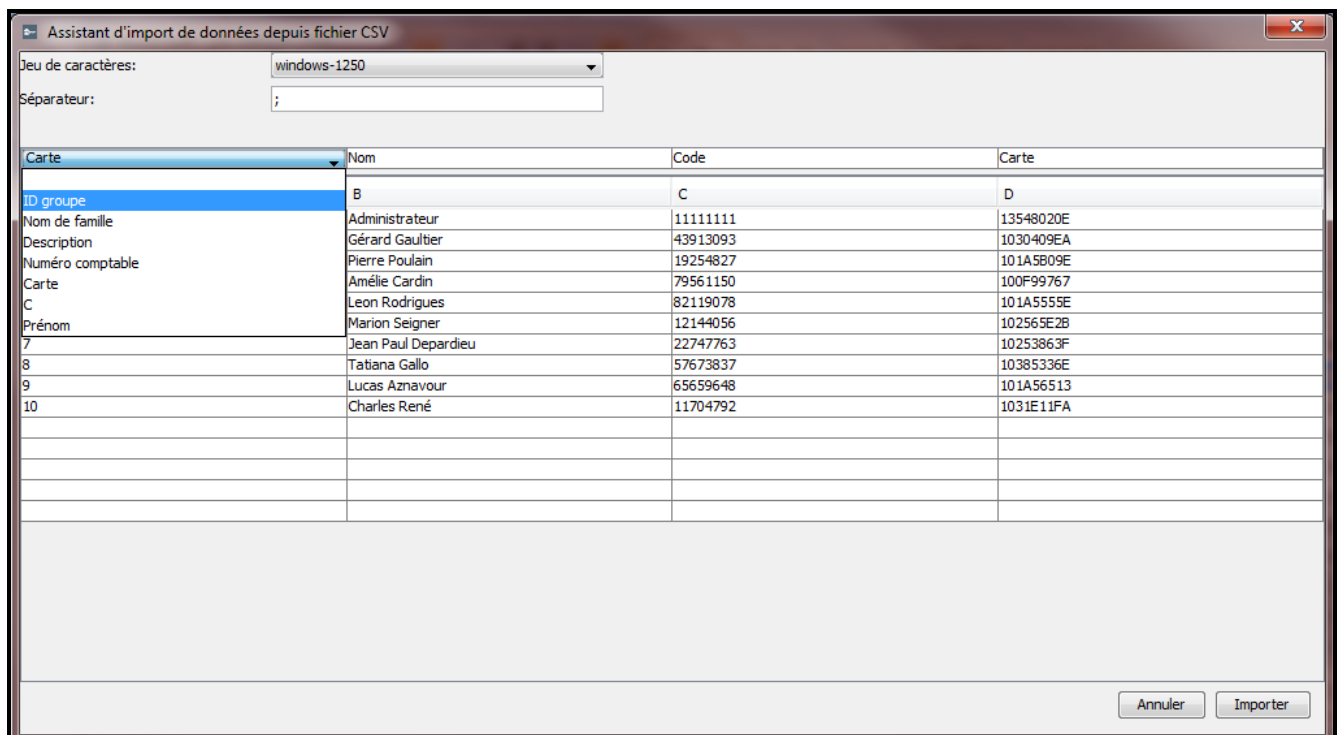 Assistant d'import de données depuis fichier CSV
x
Jeu de caractères: windows-1250
Séparateur: ;
Carte Nom Code Carte
B C D
ID groupe
Nom de famille Administrateur 11111111 13548020E
Description Gérard Gaultier 43913093 1030409EA
Numéro comptable Pierre Poulain 19254827 101A5B09E
Carte Amélie Cardin 79561150 100F99767
C Leon Rodrigues 82119078 101A5555E
Prénom Marion Seigner 12144056 102565E2B
7 Jean Paul Depardieu 22747763 10253863F
8 Tatiana Gallo 57673837 10385336E
9 Lucas Aznavour 65659648 101A56513
10 Charles René 11704792 1031E11FA
Annuler Importer